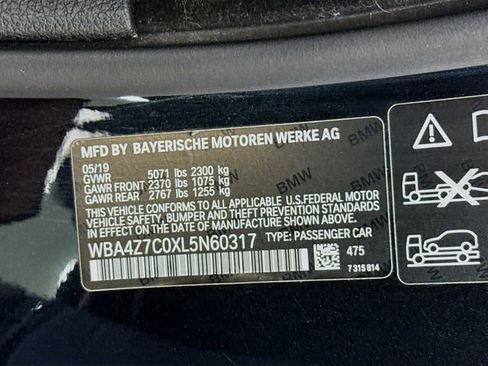 MFD BY BAYERISCHE MOTOREN WERKE AG
05/19
GVWR 5071 lbs 2300 kg
GAWR FRONT 2370 lbs 1075 kg
GAWR REAR 2767 lbs 1255 kg
THIS VEHICLE CONFORMS TO ALL APPLICABLE U.S.FEDERAL MOTOR
VEHICLE SAFETY, BUMPER, AND THEFT PREVENTION STANDARDS
IN EFFECT ON THE DATE OF MANUFACTURE SHOWN ABOVE.
WBA4Z7C0XL5N60317 TYPE: PASSENGER CAR
475
7315814
BMW